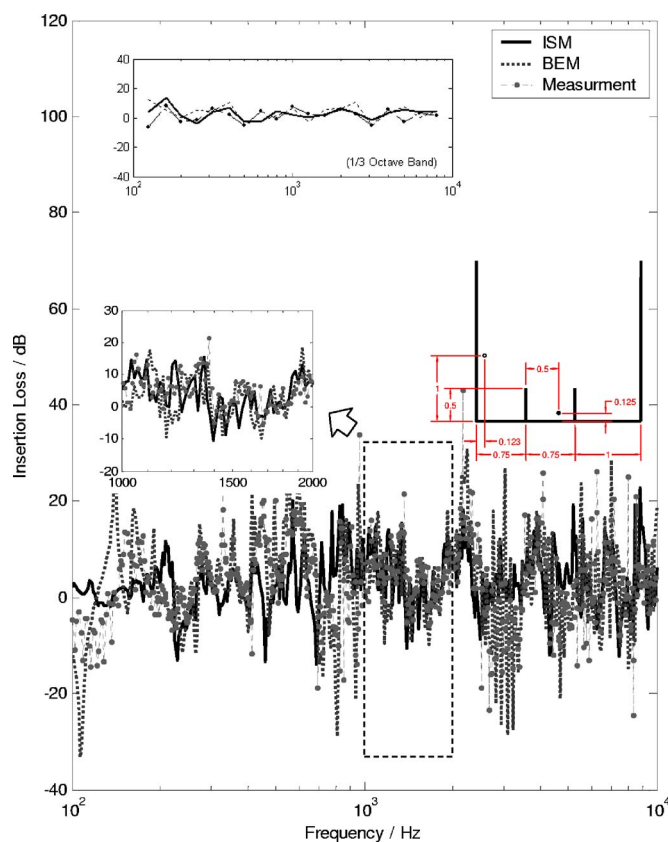 120
100
80
60
40
20
0
-20
-40
Insertion Loss / dB
10² 10³ 10⁴
Frequency / Hz
ISM
BEM
Measurment
40
20
0
-20
-40
10² 10³ 10⁴
(1/3 Octave Band)
30
20
10
0
-10
-20
1000 1500 2000
1
0.5
0.5
0.125
0.123
0.75 0.75 1